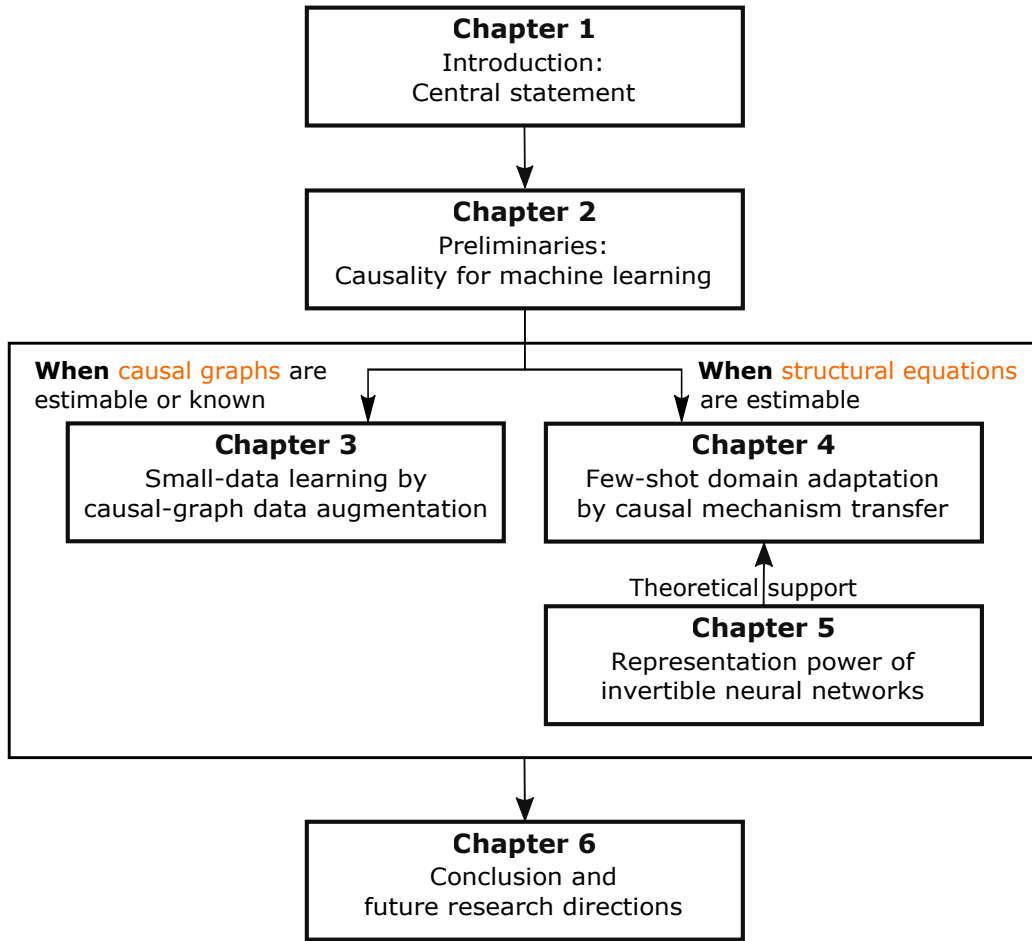 Chapter 1
Introduction:
Central statement
Chapter 2
Preliminaries:
Causality for machine learning
When causal graphs are
estimable or known
When structural equations
are estimable
Chapter 3
Small-data learning by
causal-graph data augmentation
Chapter 4
Few-shot domain adaptation
by causal mechanism transfer
Theoretical support
Chapter 5
Representation power of
invertible neural networks
Chapter 6
Conclusion and
future research directions